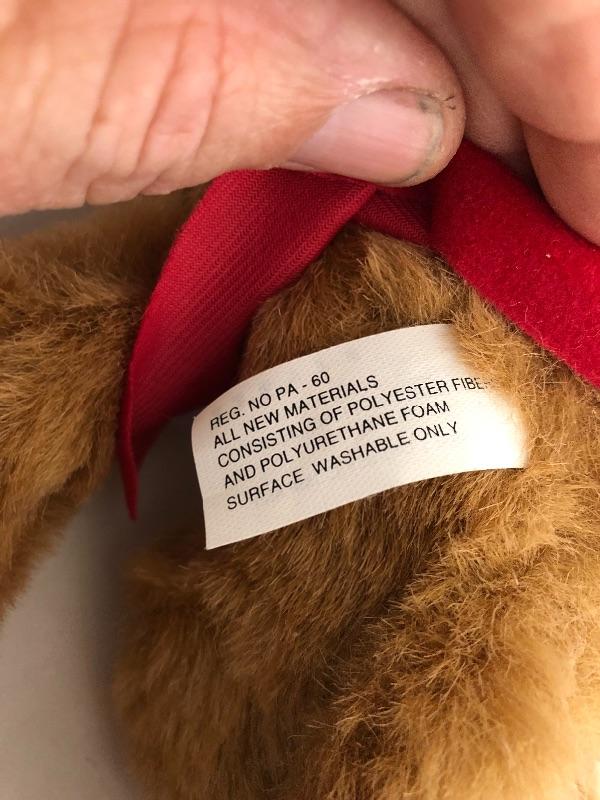 REG. NO PA - 60
ALL NEW MATERIALS
CONSISTING OF POLYESTER FIBE
AND POLYURETHANE FOAM
SURFACE WASHABLE ONLY